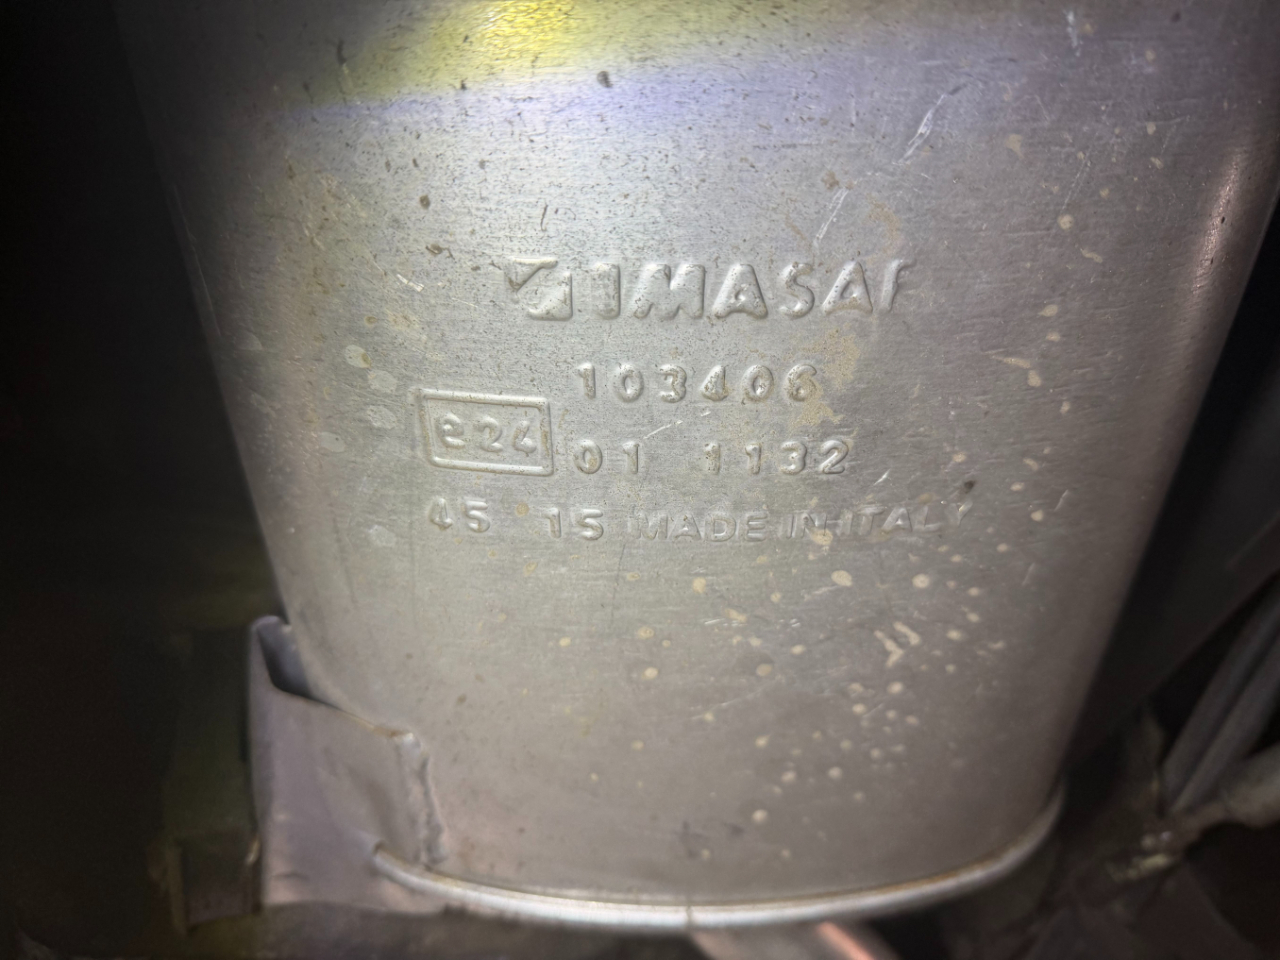 IMASAF
103406
e24 01 1132
45 15 MADE IN ITALY